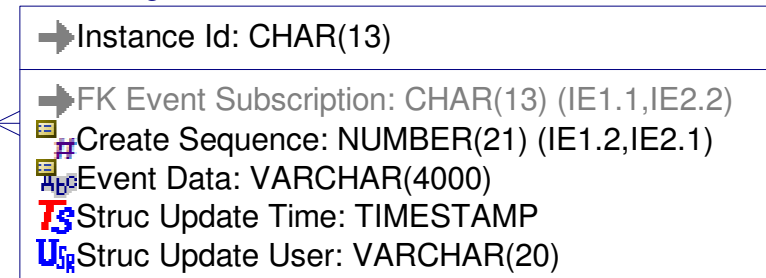 Instance Id: CHAR(13)
FK Event Subscription: CHAR(13) (IE1.1,IE2.2)
Create Sequence: NUMBER(21) (IE1.2,IE2.1)
Event Data: VARCHAR(4000)
Struc Update Time: TIMESTAMP
Struc Update User: VARCHAR(20)